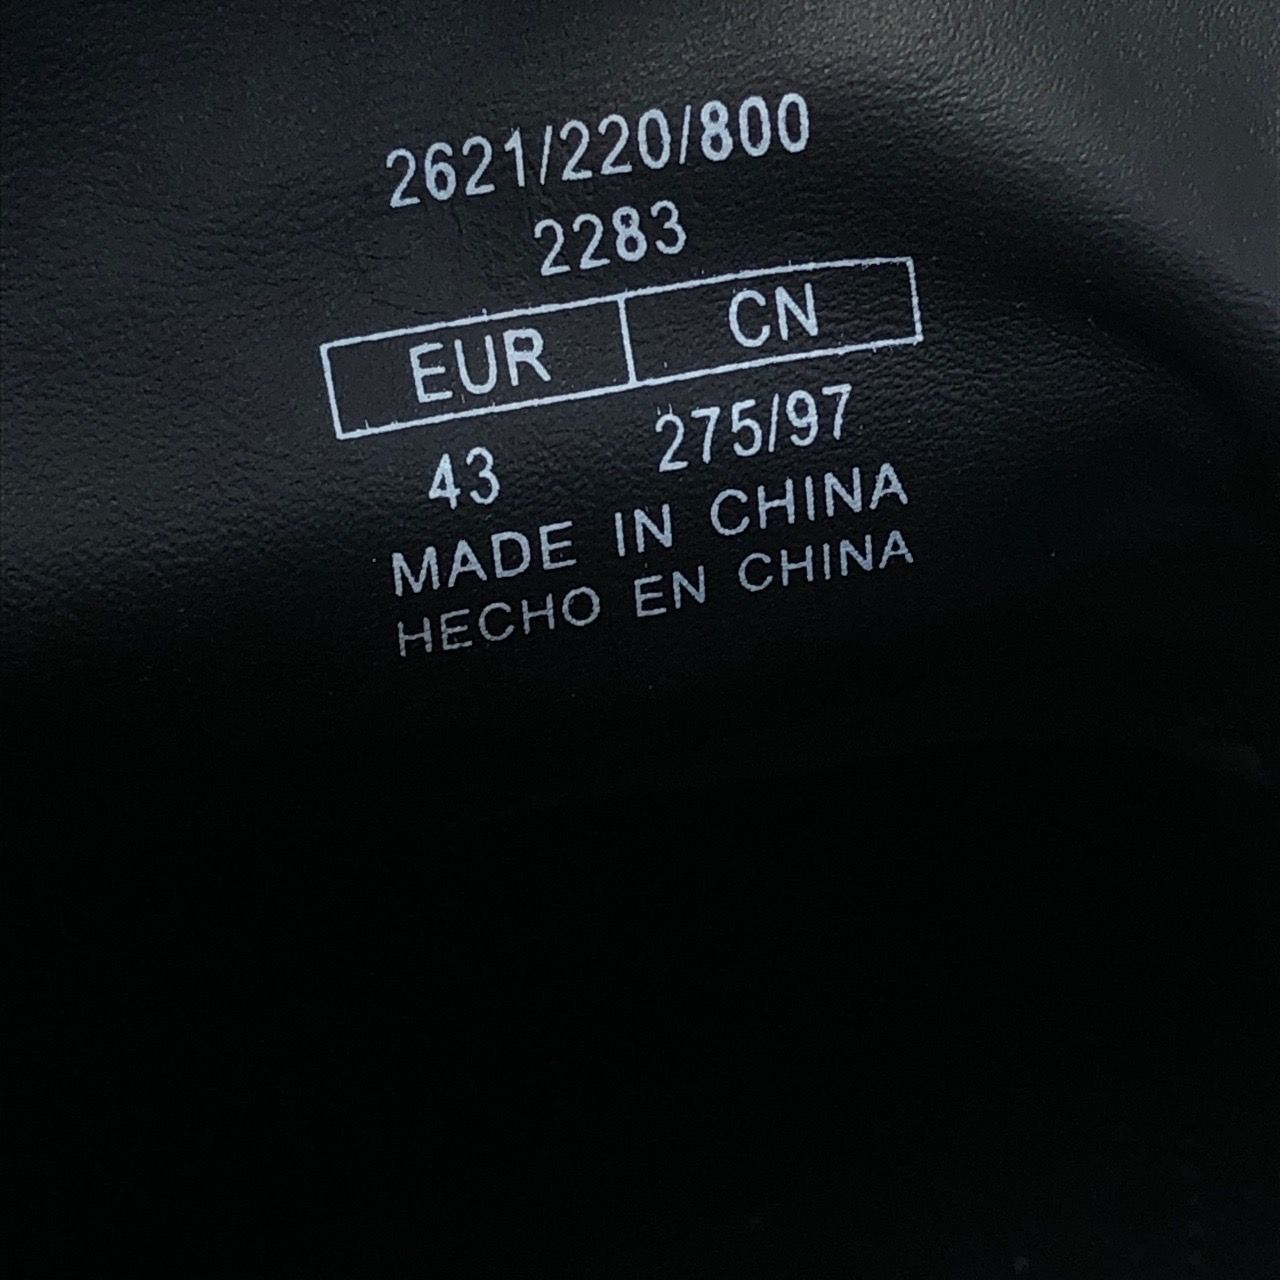 2621/220/800
2283
EUR CN
43 275/97
MADE IN CHINA
HECHO EN CHINA